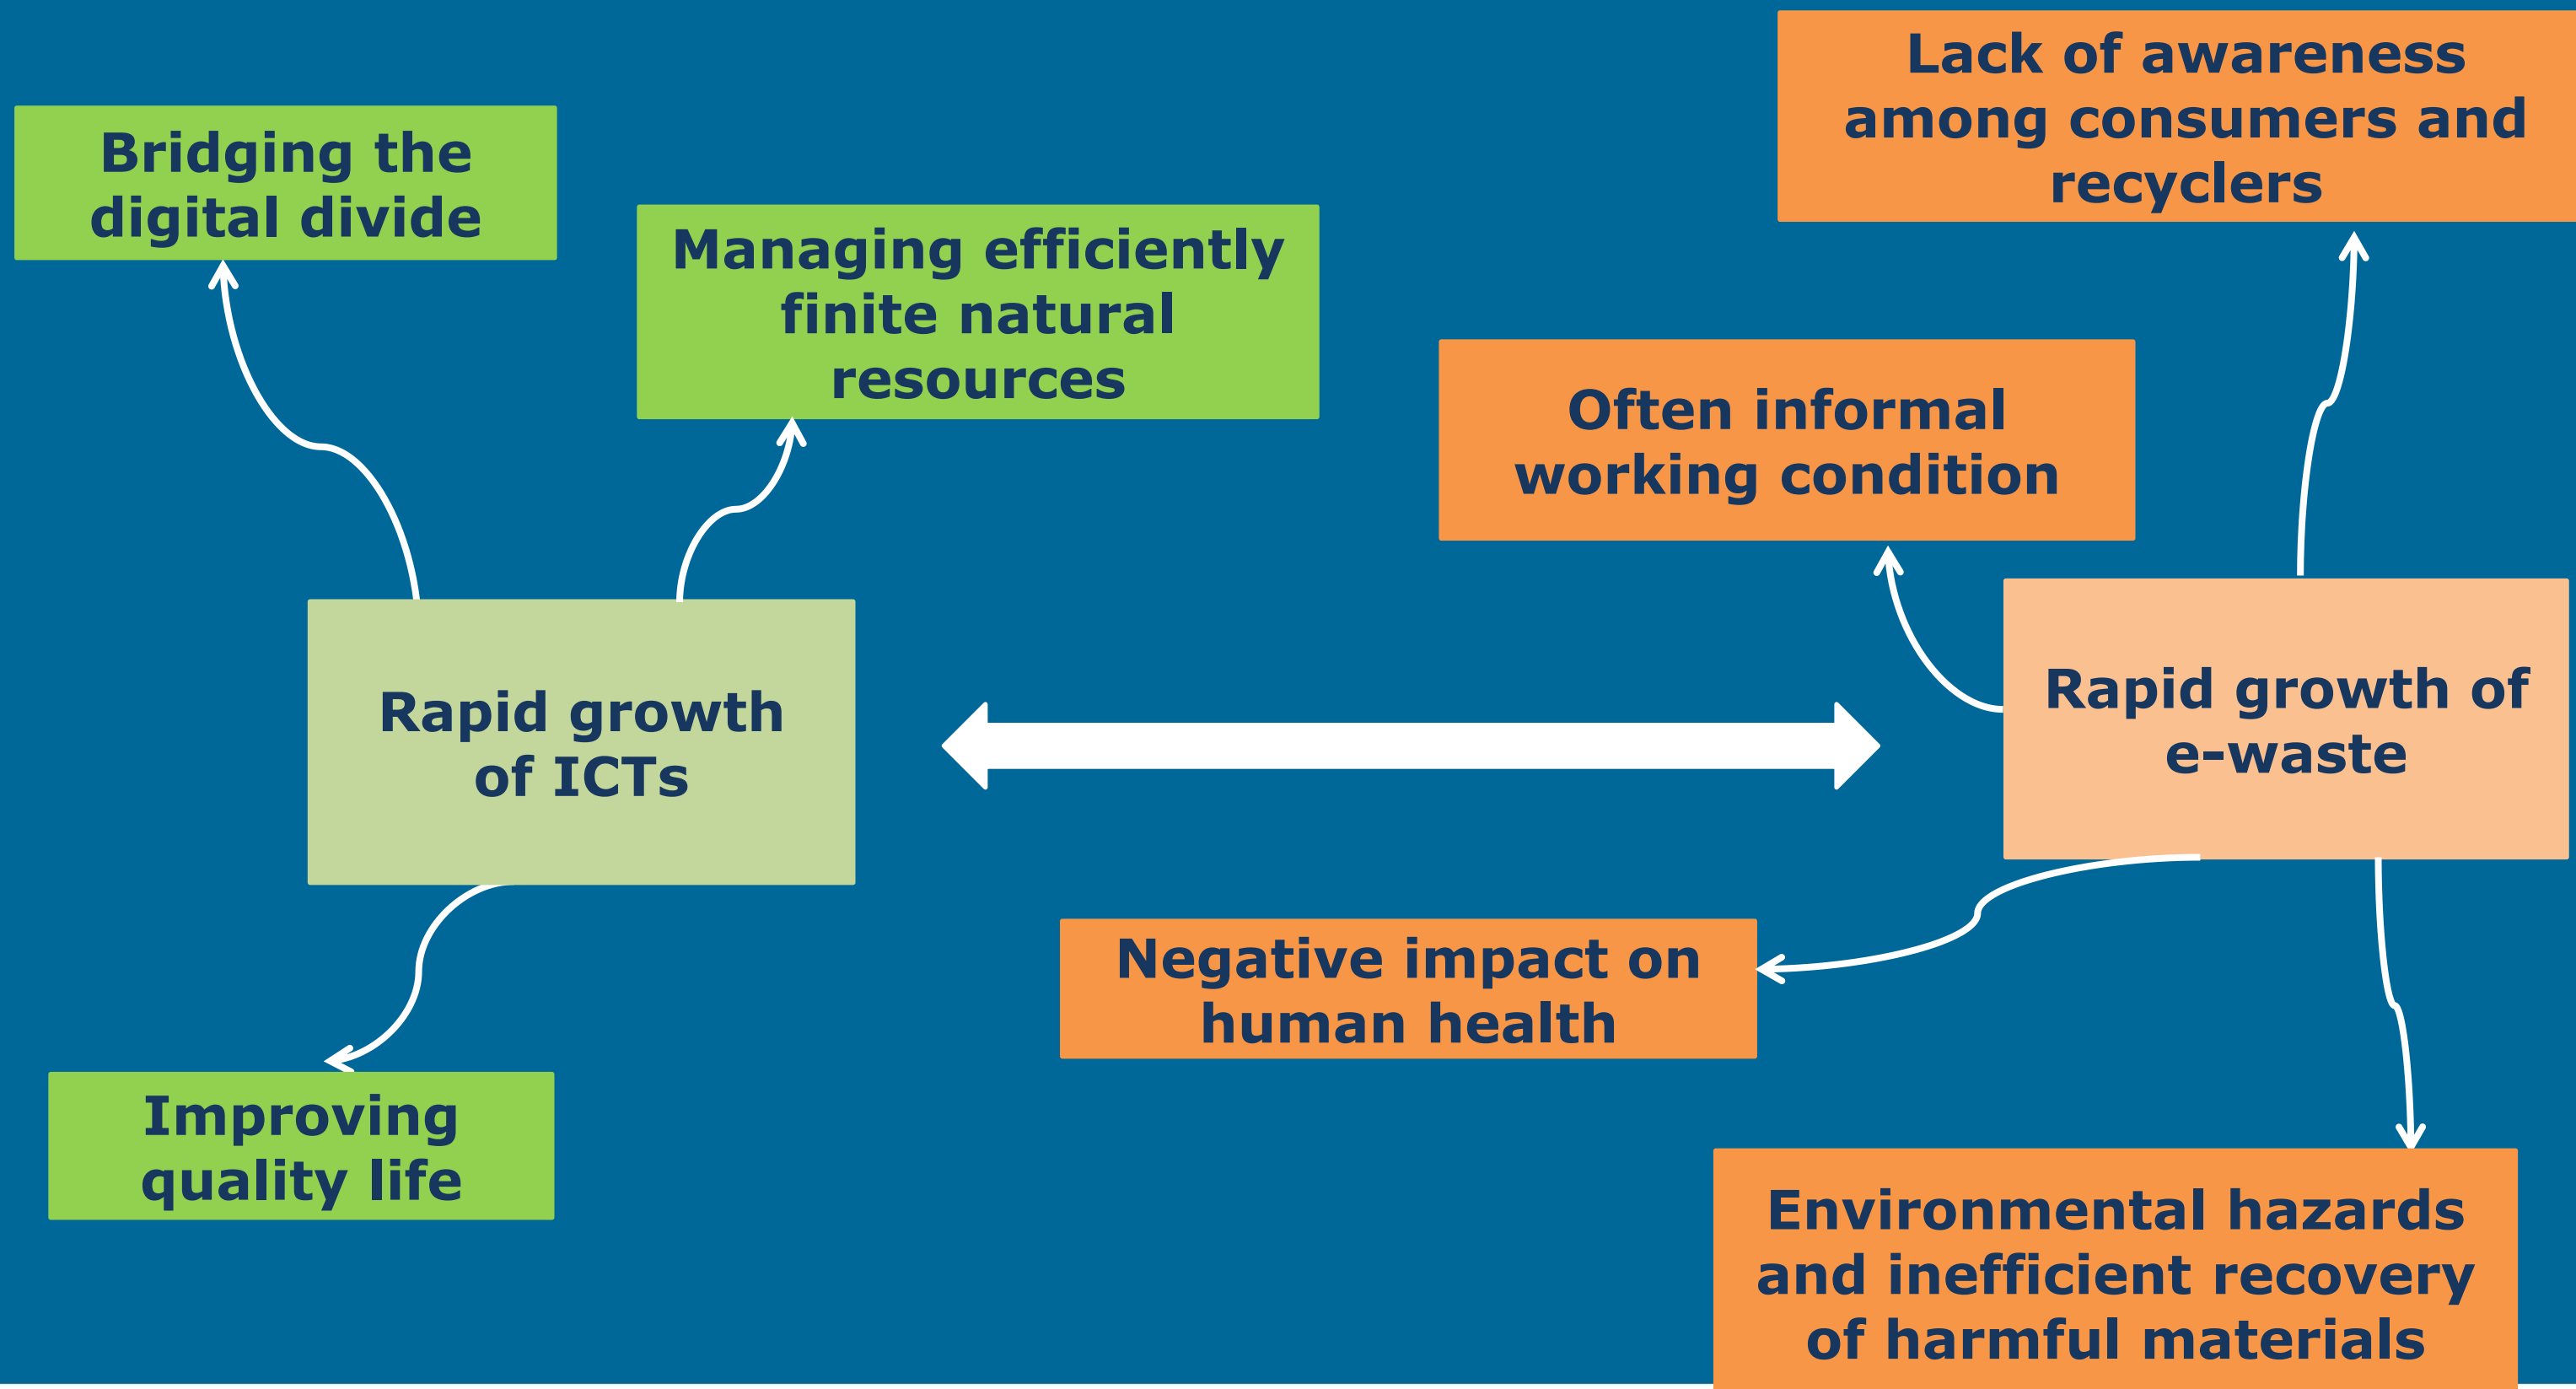 Bridging the
digital divide
Managing efficiently
finite natural
resources
Rapid growth
of ICTs
Improving
quality life
Lack of awareness
among consumers and
recyclers
Often informal
working condition
Rapid growth of
e-waste
Negative impact on
human health
Environmental hazards
and inefficient recovery
of harmful materials